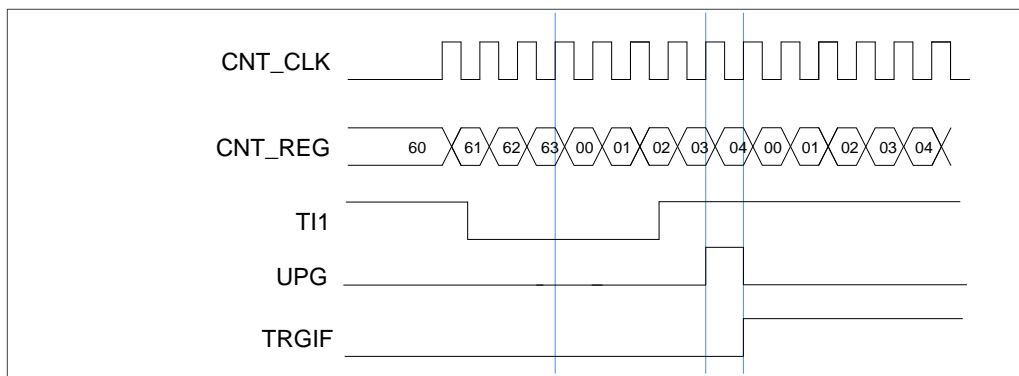 CNT_CLK
CNT_REG 60 61 62 63 00 01 02 03 04 00 01 02 03 04
TI1
UPG
TRGIF